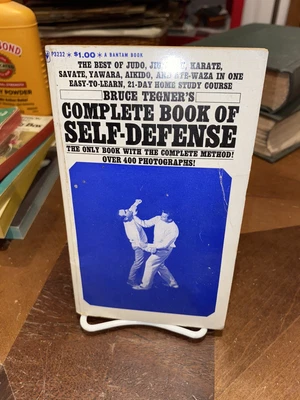 P3232 • $1.00 • A BANTAM BOOK
THE BEST OF JUDO, JIU-JITSU, KARATE,
SAVATE, YAWARA, AIKIDO, AND ATE-WAZA IN ONE
EASY-TO-LEARN, 21-DAY HOME STUDY COURSE
BRUCE TEGNER'S
COMPLETE BOOK OF
SELF-DEFENSE
THE ONLY BOOK WITH THE COMPLETE METHOD!
OVER 400 PHOTOGRAPHS!
POWDER